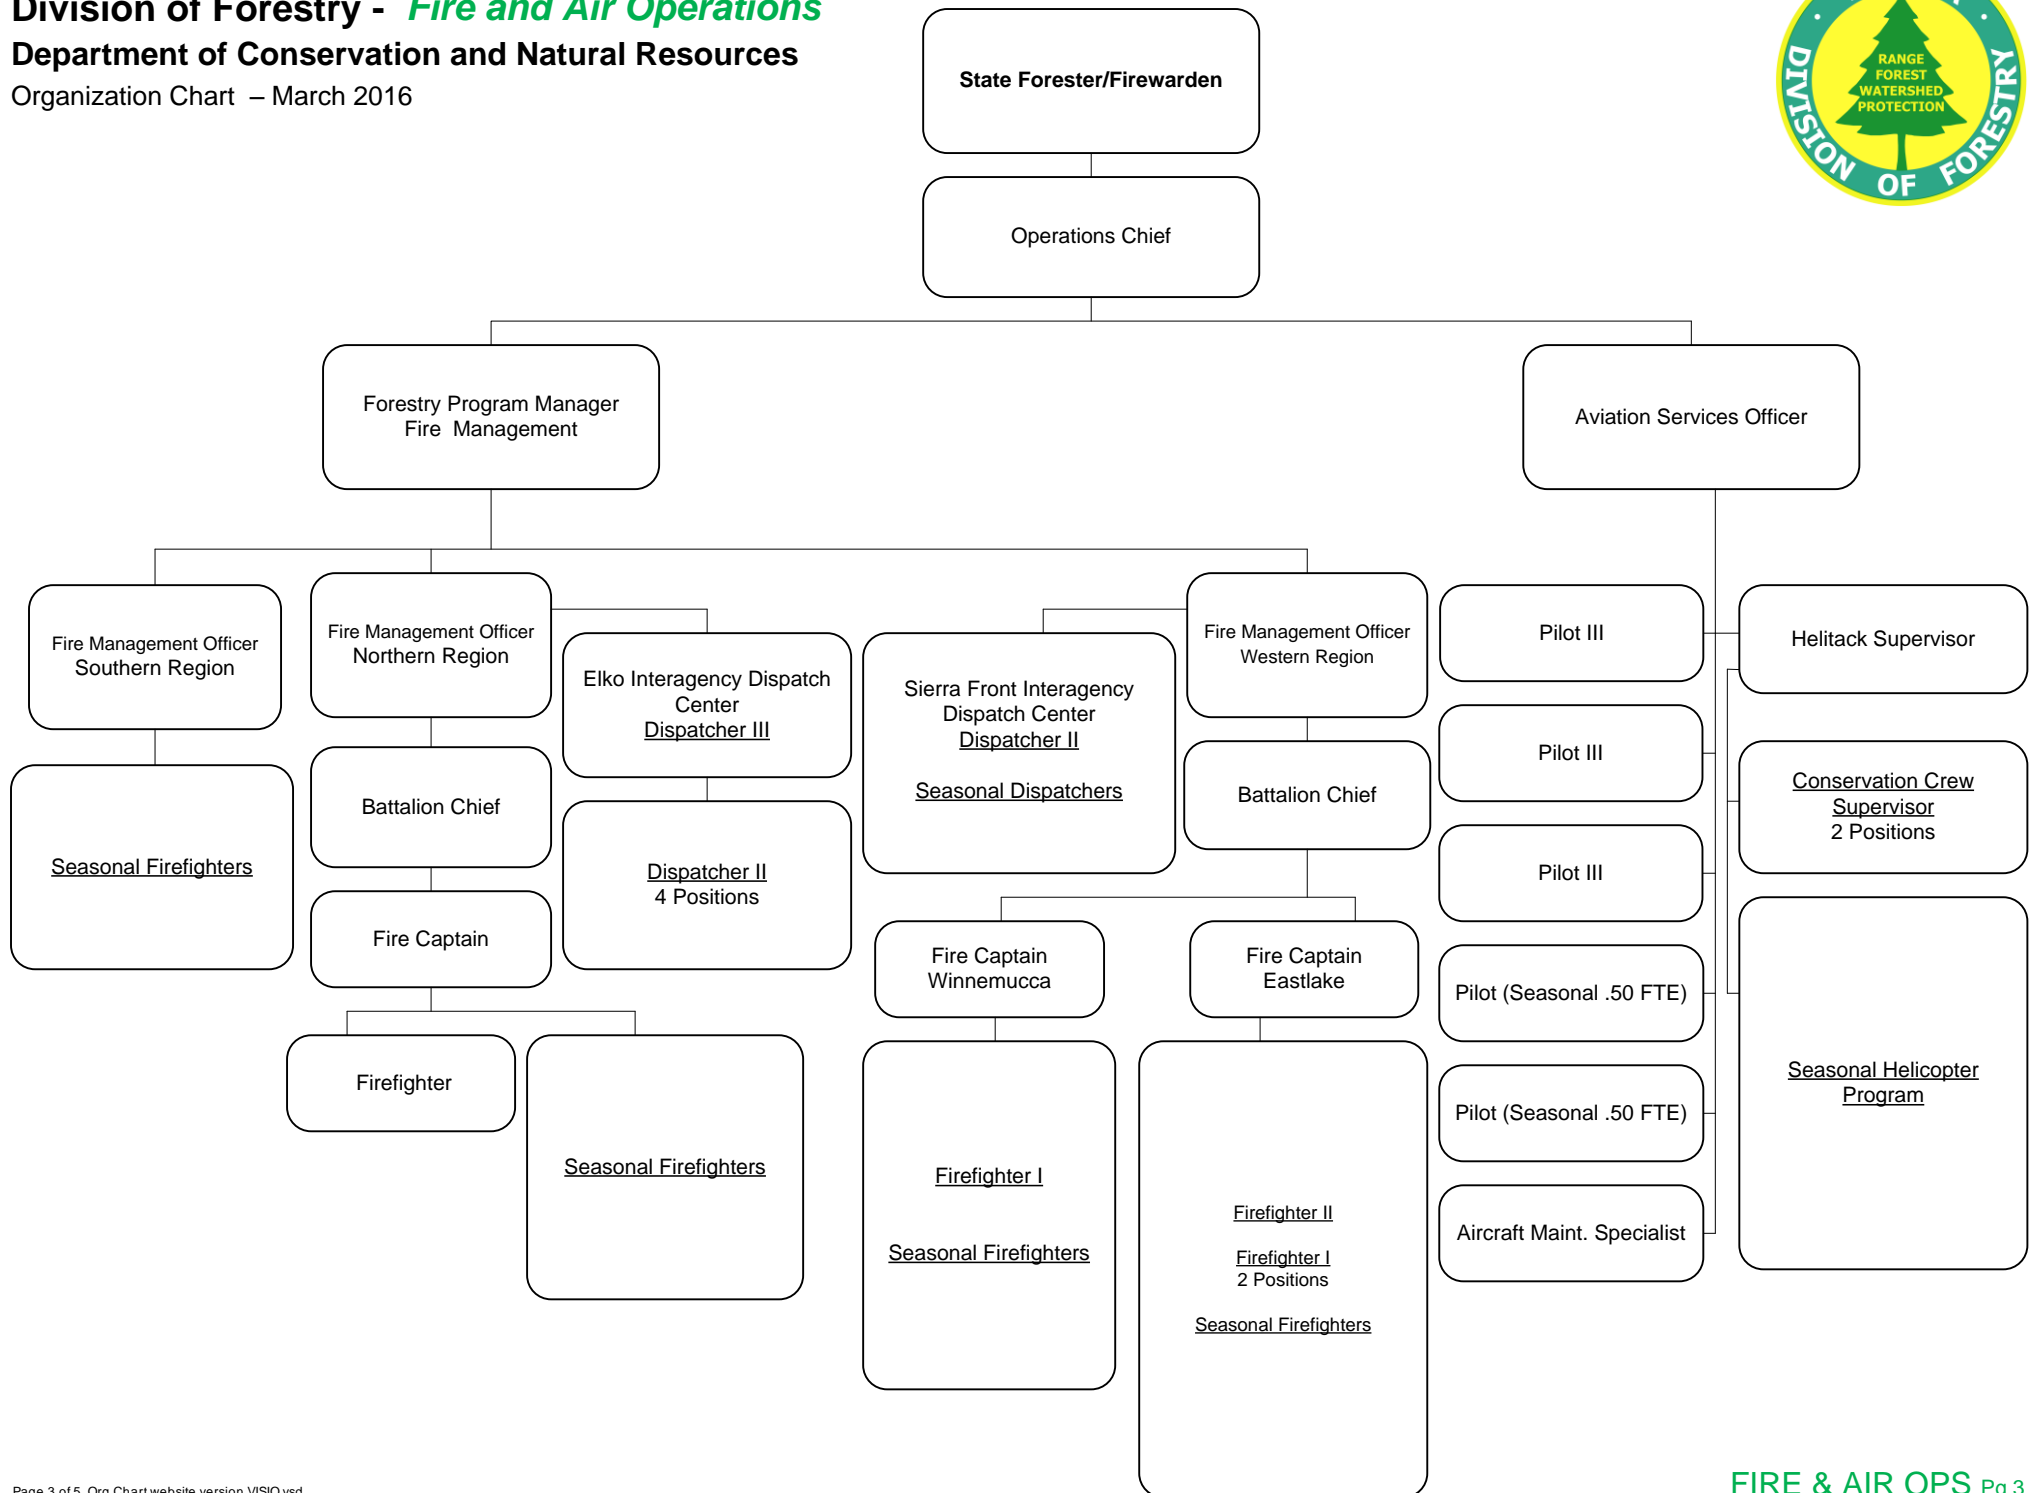 Division of Forestry - Fire and Air Operations
Department of Conservation and Natural Resources
Organization Chart – March 2016
DIVISION OF FORESTRY
RANGE
FOREST
WATERSHED
PROTECTION
State Forester/Firewarden
Operations Chief
Forestry Program Manager
Fire Management
Aviation Services Officer
Fire Management Officer
Southern Region
Seasonal Firefighters
Fire Management Officer
Northern Region
Battalion Chief
Fire Captain
Firefighter
Seasonal Firefighters
Elko Interagency Dispatch
Center
Dispatcher III
Dispatcher II
4 Positions
Sierra Front Interagency
Dispatch Center
Dispatcher II
Seasonal Dispatchers
Fire Management Officer
Western Region
Battalion Chief
Fire Captain
Winnemucca
Firefighter I
Seasonal Firefighters
Fire Captain
Eastlake
Firefighter II
Firefighter I
2 Positions
Seasonal Firefighters
Pilot III
Pilot III
Pilot III
Pilot (Seasonal .50 FTE)
Pilot (Seasonal .50 FTE)
Aircraft Maint. Specialist
Helitack Supervisor
Conservation Crew
Supervisor
2 Positions
Seasonal Helicopter
Program
Page 3 of 5 Org Chart website version VISIO.vsd
FIRE & AIR OPS Pg 3